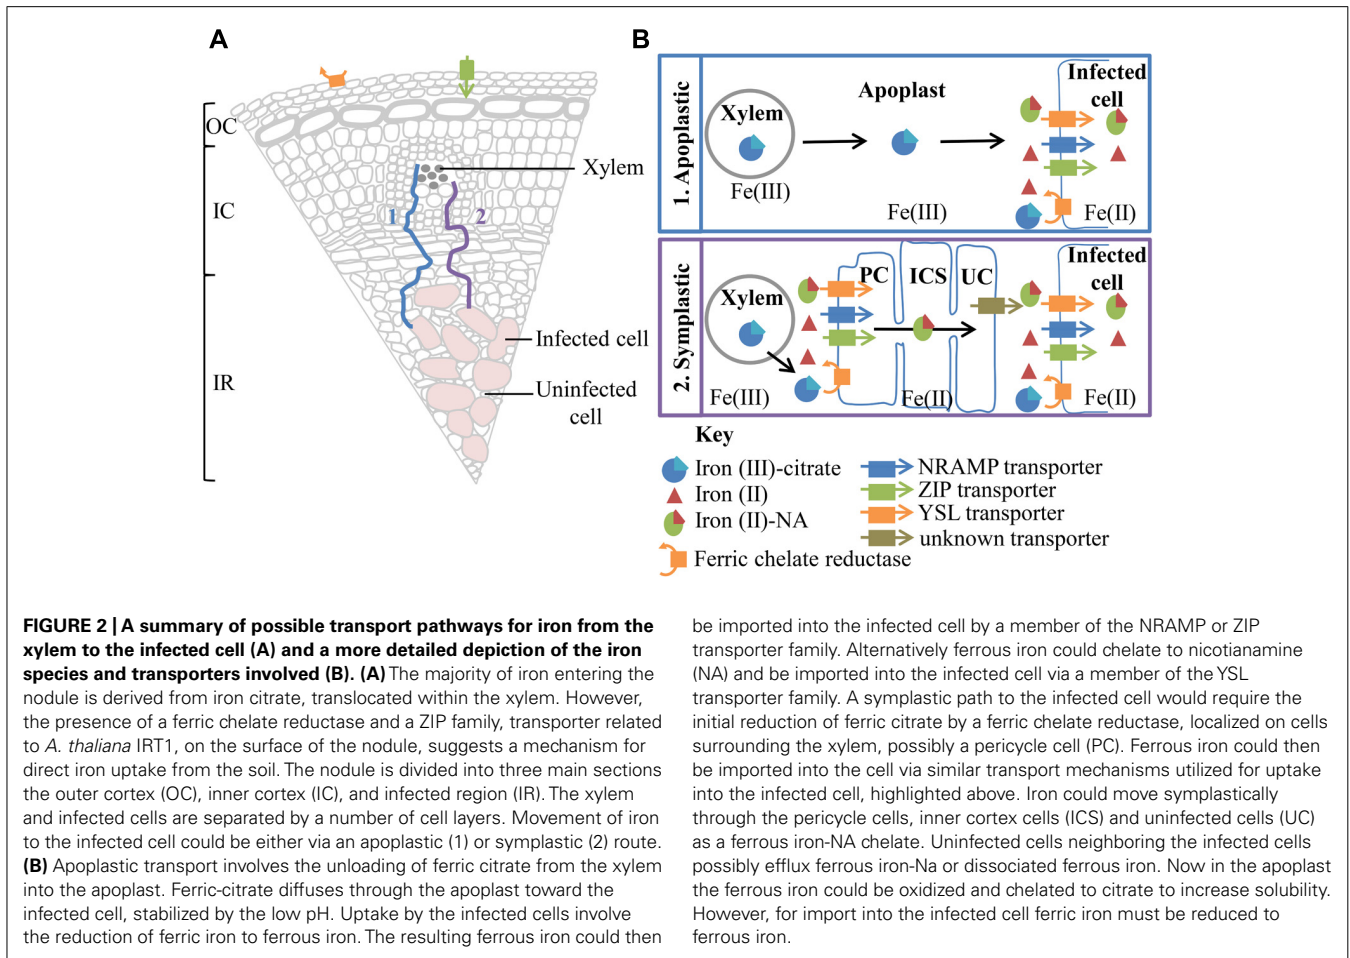 A
OC
IC
IR
1
2
Xylem
Infected cell
Uninfected
cell
B
1. Apoplastic
Xylem
Fe(III)
Apoplast
Fe(III)
Infected
cell
Fe(II)
2. Symplastic
Xylem
Fe(III)
PC
ICS
UC
Fe(II)
Infected
cell
Fe(II)
Key
Iron (III)-citrate
Iron (II)
Iron (II)-NA
Ferric chelate reductase
NRAMP transporter
ZIP transporter
YSL transporter
unknown transporter
FIGURE 2 | A summary of possible transport pathways for iron from the
xylem to the infected cell (A) and a more detailed depiction of the iron
species and transporters involved (B). (A) The majority of iron entering the
nodule is derived from iron citrate, translocated within the xylem. However,
the presence of a ferric chelate reductase and a ZIP family, transporter related
to A. thaliana IRT1, on the surface of the nodule, suggests a mechanism for
direct iron uptake from the soil. The nodule is divided into three main sections
the outer cortex (OC), inner cortex (IC), and infected region (IR). The xylem
and infected cells are separated by a number of cell layers. Movement of iron
to the infected cell could be either via an apoplastic (1) or symplastic (2) route.
(B) Apoplastic transport involves the unloading of ferric citrate from the xylem
into the apoplast. Ferric-citrate diffuses through the apoplast toward the
infected cell, stabilized by the low pH. Uptake by the infected cells involve
the reduction of ferric iron to ferrous iron. The resulting ferrous iron could then
be imported into the infected cell by a member of the NRAMP or ZIP
transporter family. Alternatively ferrous iron could chelate to nicotianamine
(NA) and be imported into the infected cell via a member of the YSL
transporter family. A symplastic path to the infected cell would require the
initial reduction of ferric citrate by a ferric chelate reductase, localized on cells
surrounding the xylem, possibly a pericycle cell (PC). Ferrous iron could then
be imported into the cell via similar transport mechanisms utilized for uptake
into the infected cell, highlighted above. Iron could move symplastically
through the pericycle cells, inner cortex cells (ICS) and uninfected cells (UC)
as a ferrous iron-NA chelate. Uninfected cells neighboring the infected cells
possibly efflux ferrous iron-Na or dissociated ferrous iron. Now in the apoplast
the ferrous iron could be oxidized and chelated to citrate to increase solubility.
However, for import into the infected cell ferric iron must be reduced to
ferrous iron.